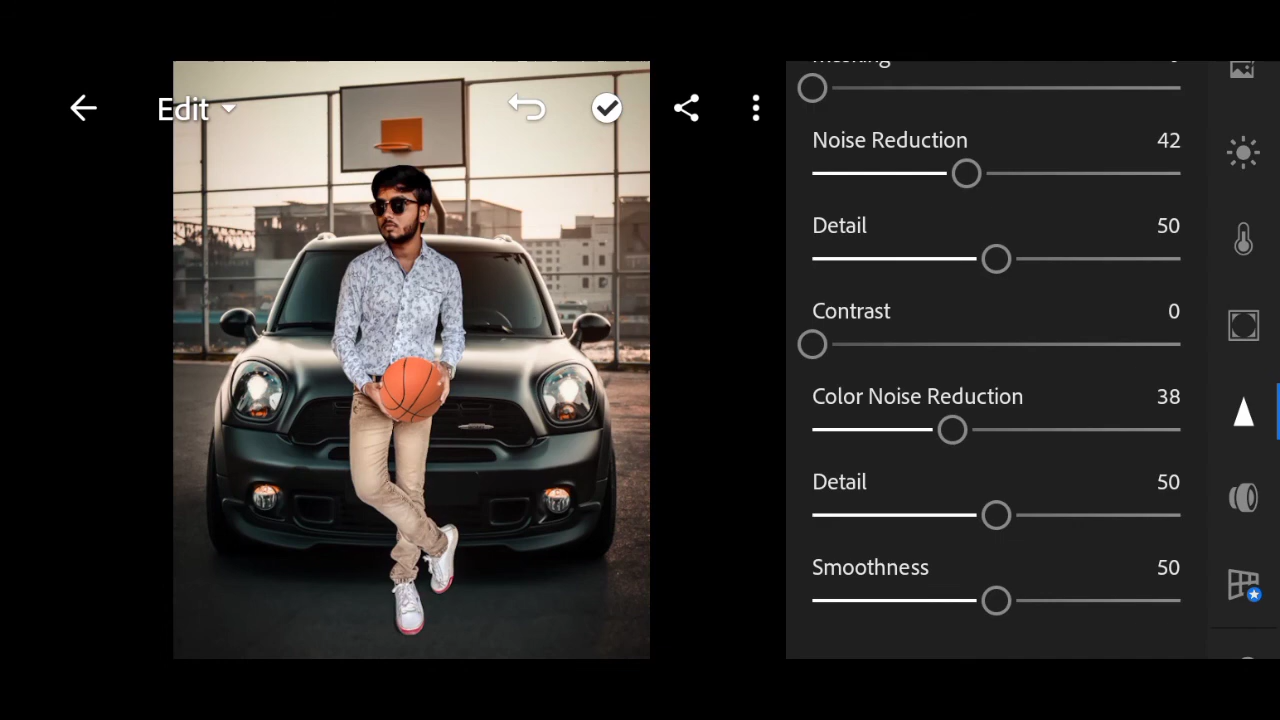 Edit
Noise Reduction 42
Detail 50
Contrast 0
Color Noise Reduction 38
Detail 50
Smoothness 50